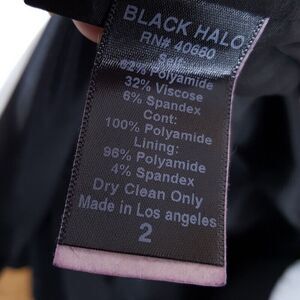 BLACK HALO
RN# 40680
Self:
62% Polyamide
32% Viscose
6% Spandex
Cont:
100% Polyamide
Lining:
96% Polyamide
4% Spandex
Dry Clean Only
Made in Los angeles
2